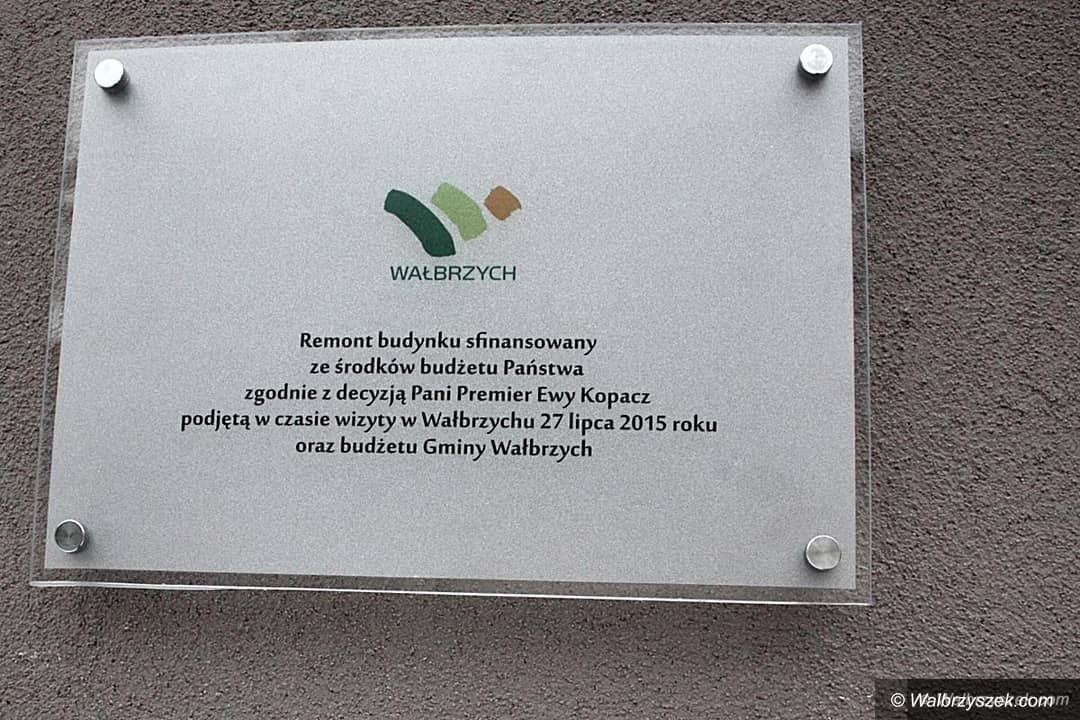 WAŁBRZYCH
Remont budynku sfinansowany
ze środków budżetu Państwa
zgodnie z decyzją Pani Premier Ewy Kopacz
podjętą w czasie wizyty w Wałbrzychu 27 lipca 2015 roku
oraz budżetu Gminy Wałbrzych
© Walbrzyszek.com